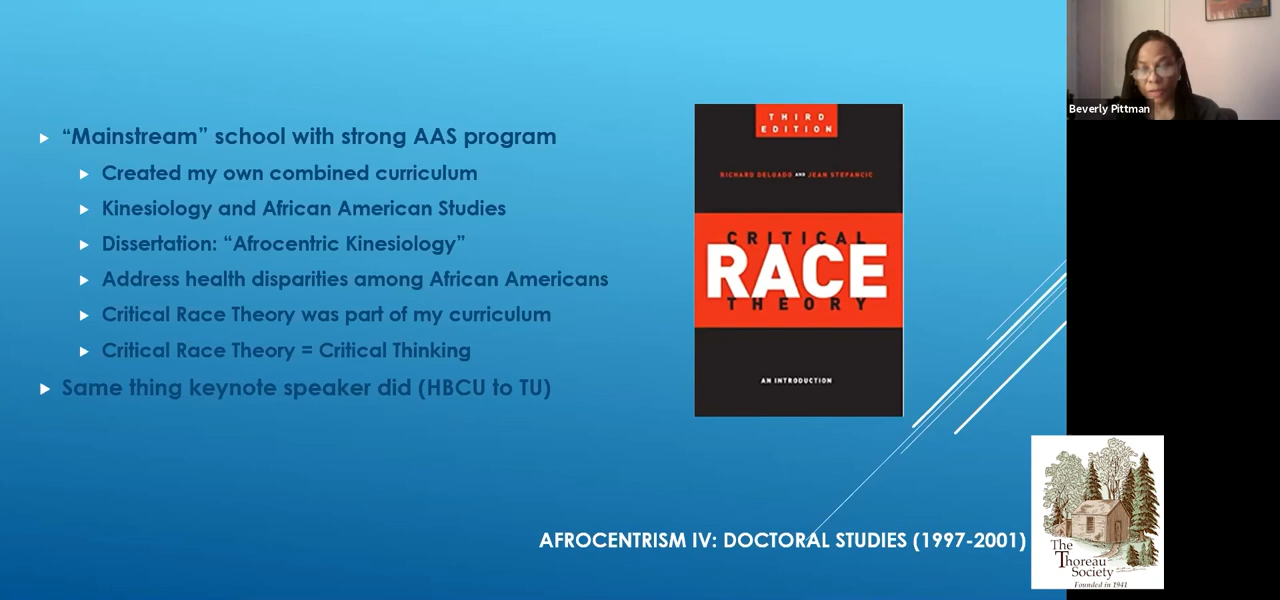 “Mainstream” school with strong AAS program
Created my own combined curriculum
Kinesiology and African American Studies
Dissertation: “Afrocentric Kinesiology”
Address health disparities among African Americans
Critical Race Theory was part of my curriculum
Critical Race Theory = Critical Thinking
Same thing keynote speaker did (HBCU to TU)
THIRD
EDITION
RICHARD DELGADO AND JEAN STEFANCIC
CRITICAL
RACE
THEORY
AN INTRODUCTION
Beverly Pittman
AFROCENTRISM IV: DOCTORAL STUDIES (1997-2001)
The
Thoreau
Society
Founded in 1941